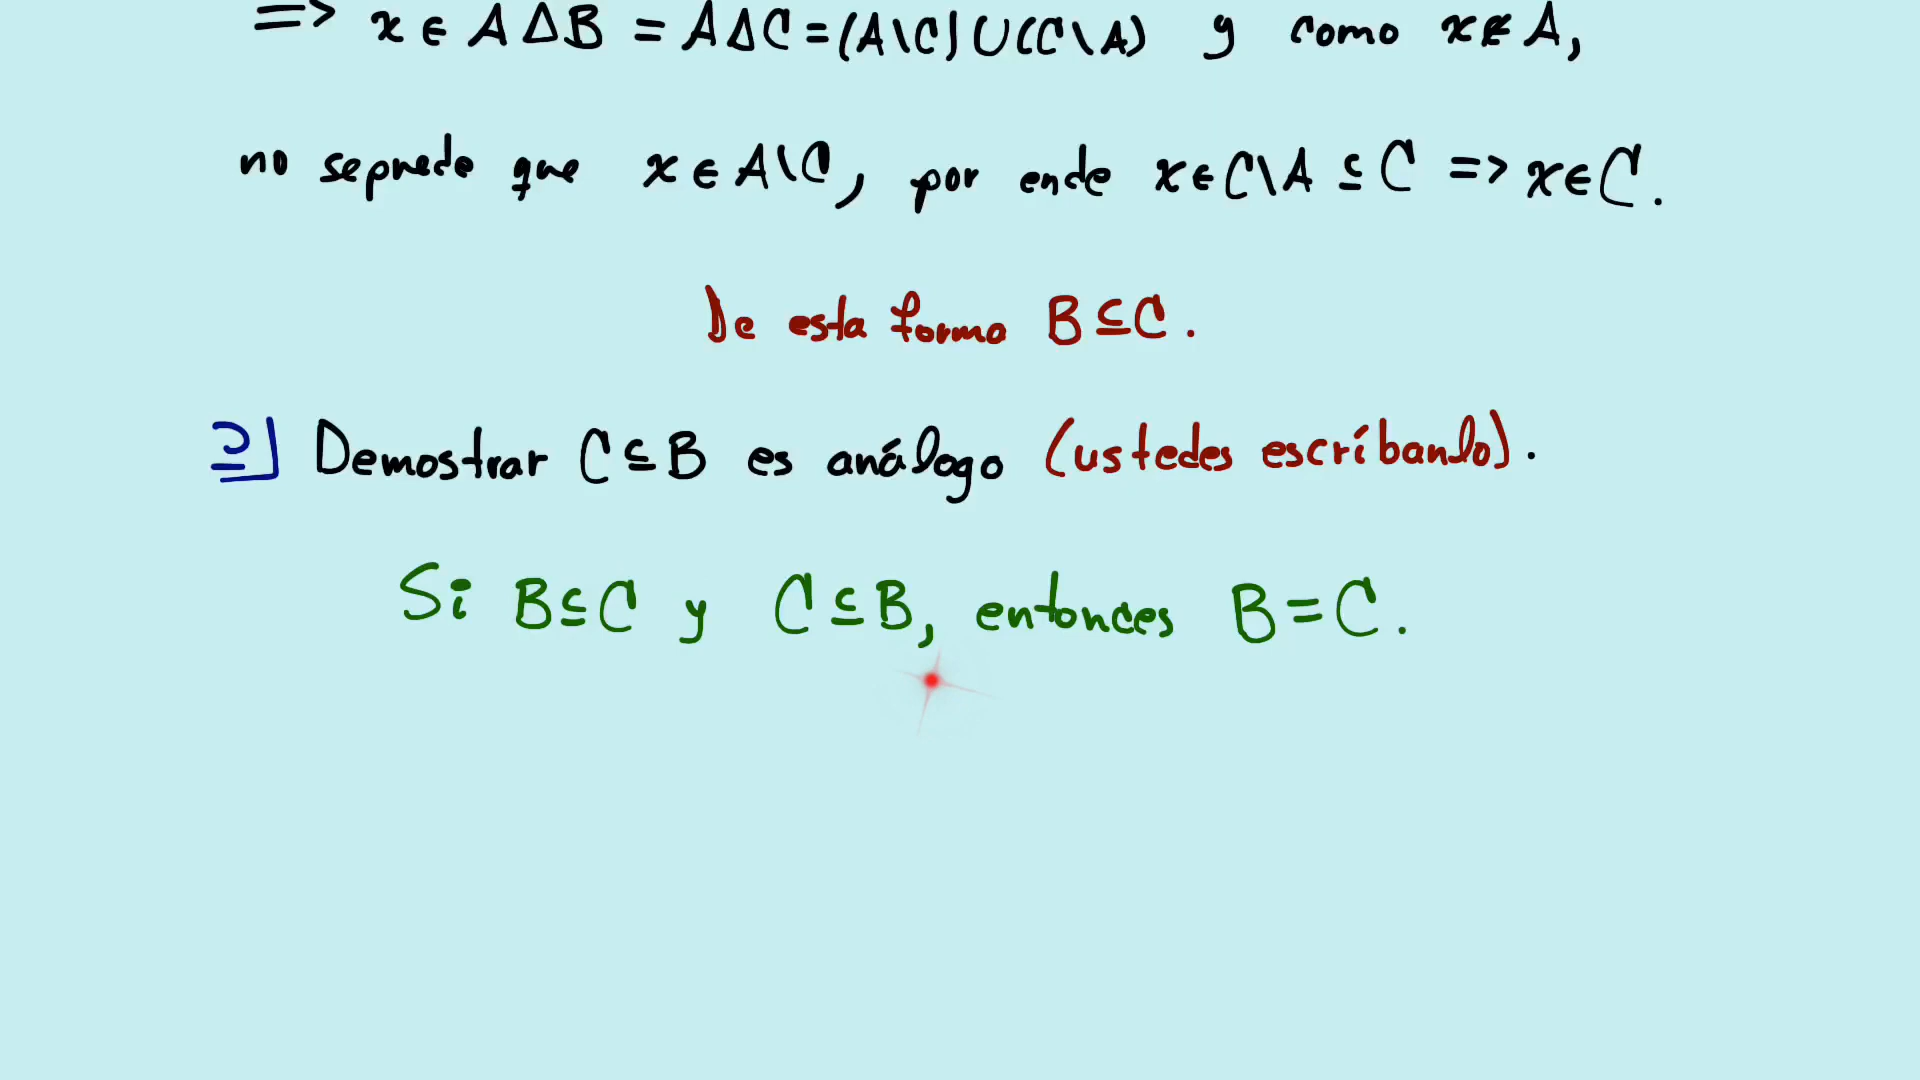 => x ∈ A Δ B = A Δ C = (A\C) ∪ (C\A) y como x ∉ A,
no se puede que x ∈ A\C, por ende x ∈ C\A ⊆ C => x ∈ C.
De esta forma B ⊆ C.
⊇] Demostrar C ⊆ B es análogo (ustedes escríbanlo).
Si B ⊆ C y C ⊆ B, entonces B = C.